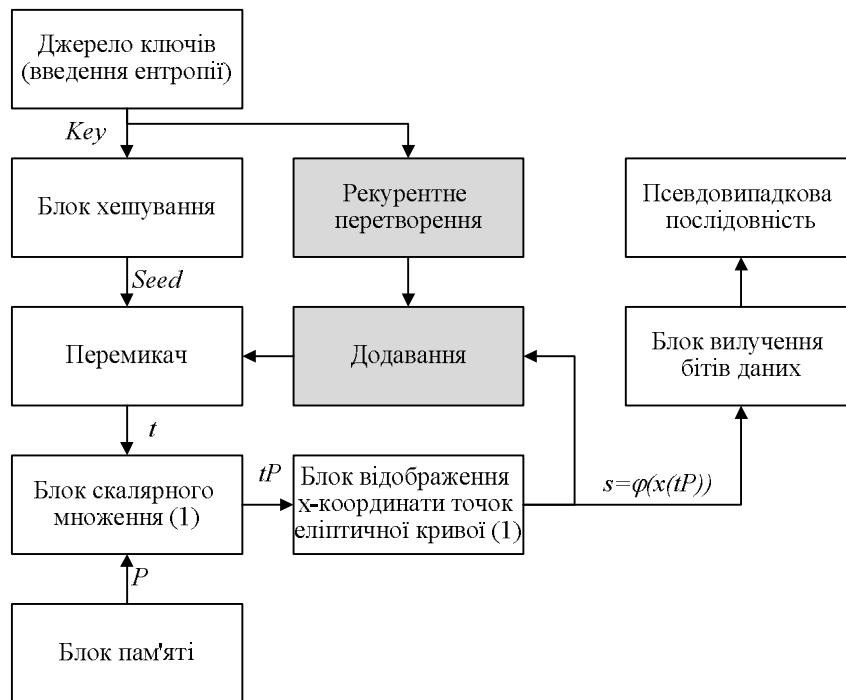 Джерело ключів
(введення ентропії)
Key
Блок хешування
Рекурентне
перетворення
Псевдовипадкова
послідовність
Seed
Перемикач
Додавання
Блок вилучення
бітів даних
t
Блок скалярного
множення (1)
tP
Блок відображення
x-координати точок
еліптичної кривої (1)
s=φ(x(tP))
P
Блок пам'яті